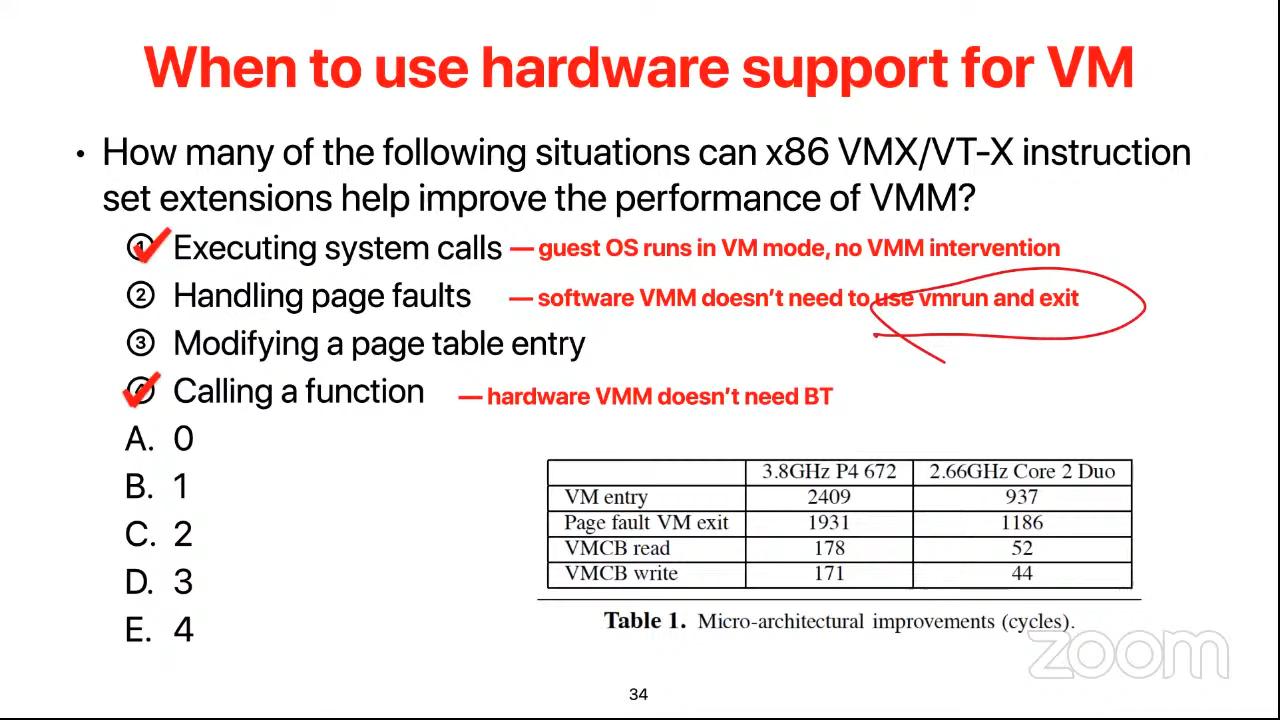 When to use hardware support for VM
• How many of the following situations can x86 VMX/VT-X instruction
set extensions help improve the performance of VMM?
① Executing system calls — guest OS runs in VM mode, no VMM intervention
② Handling page faults — software VMM doesn't need to use vmrun and exit
③ Modifying a page table entry
④ Calling a function — hardware VMM doesn't need BT
A. 0
B. 1
C. 2
D. 3
E. 4
3.8GHz P4 672 2.66GHz Core 2 Duo
VM entry 2409 937
Page fault VM exit 1931 1186
VMCB read 178 52
VMCB write 171 44
Table 1. Micro-architectural improvements (cycles).
zoom
34